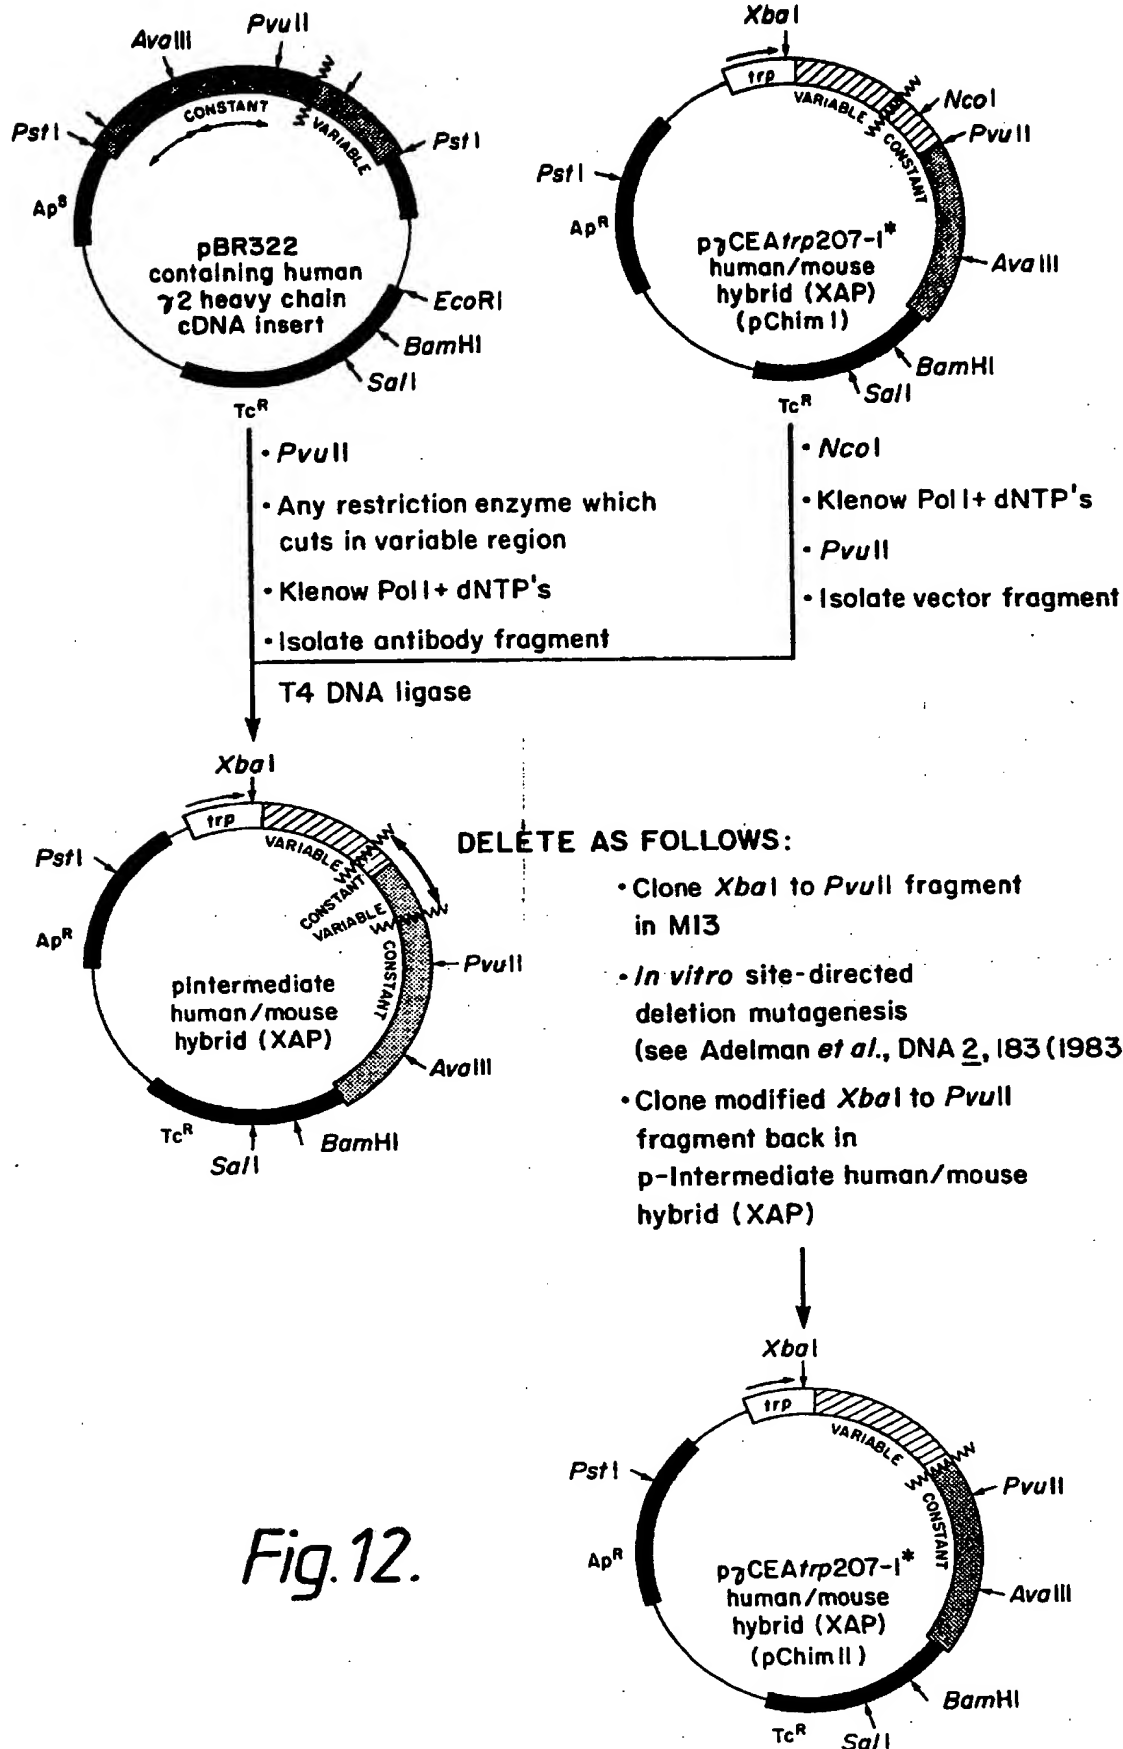 PvuII
AvaIII
PstI
CONSTANT
VARIABLE
PstI
Ap^S
pBR322
containing human
γ2 heavy chain
cDNA insert
EcoRI
BamHI
SalI
Tc^R
XbaI
trp
VARIABLE
NcoI
PvuII
CONSTANT
PstI
Ap^R
pγCEAtrp207-1*
human/mouse
hybrid (XAP)
(pChim I)
AvaIII
BamHI
SalI
Tc^R
• PvuII
• Any restriction enzyme which
cuts in variable region
• Klenow Pol I + dNTP's
• Isolate antibody fragment
• NcoI
• Klenow Pol I + dNTP's
• PvuII
• Isolate vector fragment
T4 DNA ligase
XbaI
trp
VARIABLE
CONSTANT
VARIABLE
CONSTANT
PstI
Ap^R
PvuII
pIntermediate
human/mouse
hybrid (XAP)
AvaIII
Tc^R
BamHI
SalI
DELETE AS FOLLOWS:
• Clone XbaI to PvuII fragment
in M13
• In vitro site-directed
deletion mutagenesis
(see Adelman et al., DNA 2, 183 (1983
• Clone modified XbaI to PvuII
fragment back in
p-Intermediate human/mouse
hybrid (XAP)
XbaI
trp
VARIABLE
PstI
PvuII
CONSTANT
Ap^R
pγCEAtrp207-1*
human/mouse
hybrid (XAP)
(pChim II)
AvaIII
BamHI
Tc^R
SalI
Fig. 12.